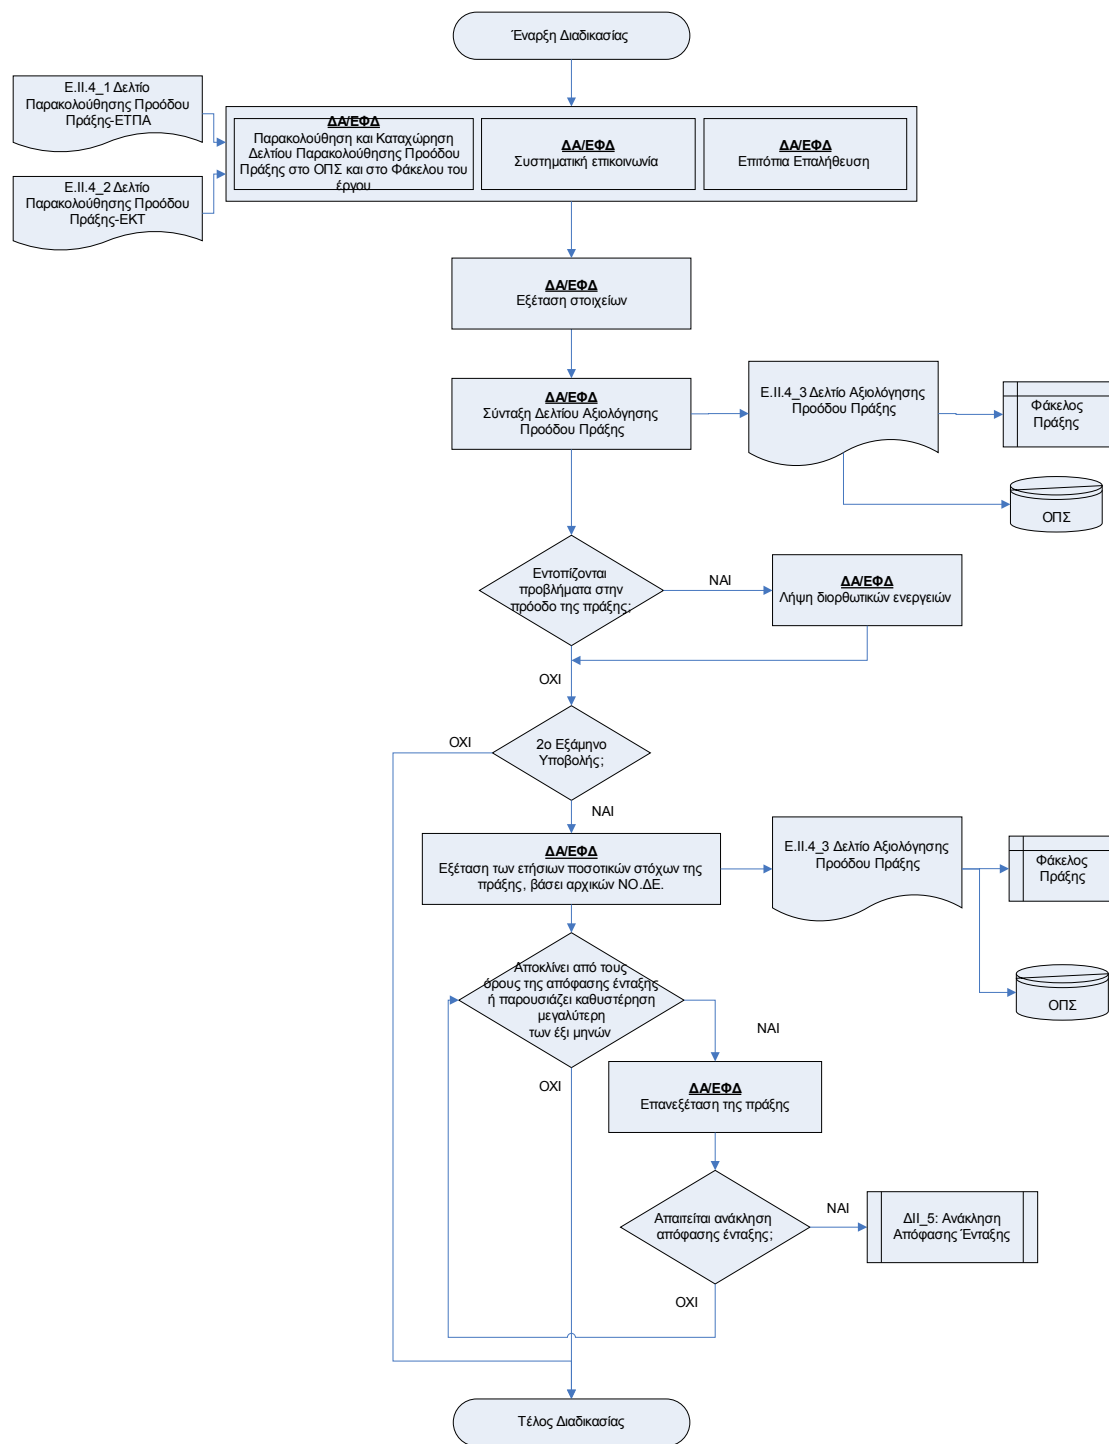 Έναρξη Διαδικασίας
Ε.ΙΙ.4_1 Δελτίο
Παρακολούθησης Προόδου
Πράξης-ΕΤΠΑ
Ε.ΙΙ.4_2 Δελτίο
Παρακολούθησης Προόδου
Πράξης-ΕΚΤ
ΔΑ/ΕΦΔ
Παρακολούθηση και Καταχώρηση
Δελτίου Παρακολούθησης Προόδου
Πράξης στο ΟΠΣ και στο Φάκελου του
έργου
ΔΑ/ΕΦΔ
Συστηματική επικοινωνία
ΔΑ/ΕΦΔ
Επιτόπια Επαλήθευση
ΔΑ/ΕΦΔ
Εξέταση στοιχείων
ΔΑ/ΕΦΔ
Σύνταξη Δελτίου Αξιολόγησης
Προόδου Πράξης
Ε.ΙΙ.4_3 Δελτίο Αξιολόγησης
Προόδου Πράξης
Φάκελος
Πράξης
ΟΠΣ
Εντοπίζονται
προβλήματα στην
πρόοδο της πράξης;
ΝΑΙ
ΔΑ/ΕΦΔ
Λήψη διορθωτικών ενεργειών
ΟΧΙ
2ο Εξάμηνο
Υποβολής;
ΟΧΙ
ΝΑΙ
ΔΑ/ΕΦΔ
Εξέταση των ετήσιων ποσοτικών στόχων της
πράξης, βάσει αρχικών ΝΟ.ΔΕ.
Ε.ΙΙ.4_3 Δελτίο Αξιολόγησης
Προόδου Πράξης
Φάκελος
Πράξης
ΟΠΣ
Αποκλίνει από τους
όρους της απόφασης ένταξης
ή παρουσιάζει καθυστέρηση
μεγαλύτερη
των έξι μηνών
ΝΑΙ
ΟΧΙ
ΔΑ/ΕΦΔ
Επανεξέταση της πράξης
Απαιτείται ανάκληση
απόφασης ένταξης;
ΝΑΙ
ΔΙΙ_5: Ανάκληση
Απόφασης Ένταξης
ΟΧΙ
Τέλος Διαδικασίας